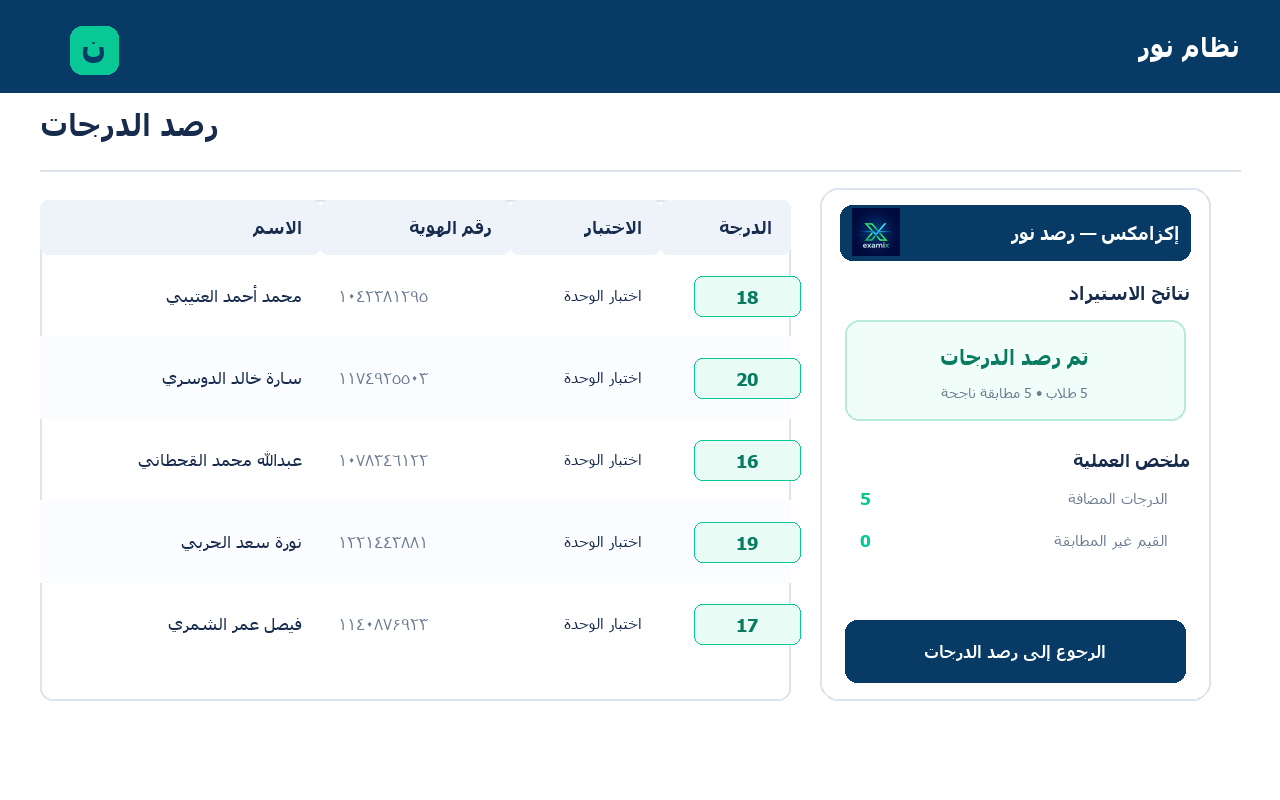 نظام نور
ن
رصد الدرجات
إكزامكس — رصد نور
examix
نتائج الاستيراد
تم رصد الدرجات
5 طلاب • 5 مطابقة ناجحة
ملخص العملية
الدرجات المضافة 5
القيم غير المطابقة 0
الرجوع إلى رصد الدرجات
الدرجة الاختبار رقم الهوية الاسم
18 اختبار الوحدة ١٠٤٢٣٨١٢٩٥ محمد أحمد العتيبي
20 اختبار الوحدة ١١٧٤٩٢٥٥٠٣ سارة خالد الدوسري
16 اختبار الوحدة ١٠٧٨٣٤٦١٢٢ عبدالله محمد القحطاني
19 اختبار الوحدة ١٢٢١٤٤٣٨٨١ نورة سعد الحربي
17 اختبار الوحدة ١١٤٠٨٧٦٩٢٣ فيصل عمر الشمري